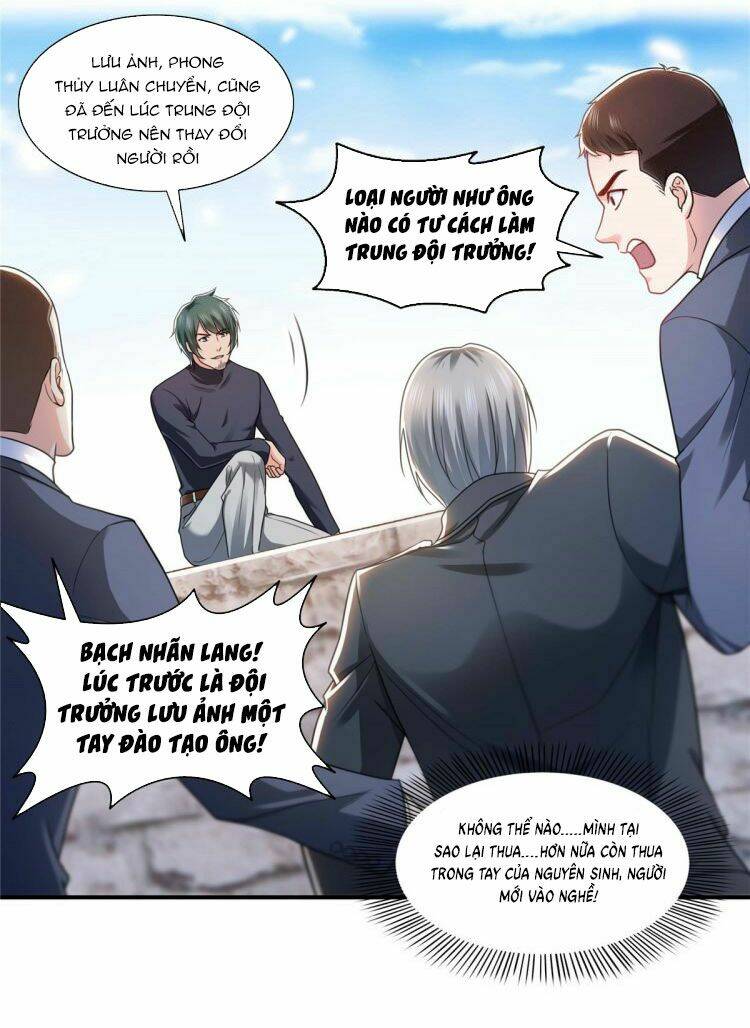 LƯU ẢNH, PHONG
THỦY LUÂN CHUYỂN, CŨNG
ĐÃ ĐẾN LÚC TRUNG ĐỘI
TRƯỞNG NÊN THAY ĐỔI
NGƯỜI RỒI
LOẠI NGƯỜI NHƯ ÔNG
NÀO CÓ TƯ CÁCH LÀM
TRUNG ĐỘI TRƯỞNG!
BẠCH NHÃN LANG!
LÚC TRƯỚC LÀ ĐỘI
TRƯỞNG LƯU ẢNH MỘT
TAY ĐÀO TẠO ÔNG!
KHÔNG THỂ NÀO.....MÌNH TẠI
SAO LẠI THUA....HƠN NỮA CÒN THUA
TRONG TAY CỦA NGUYÊN SINH, NGƯỜI
MỚI VÀO NGHỀ!